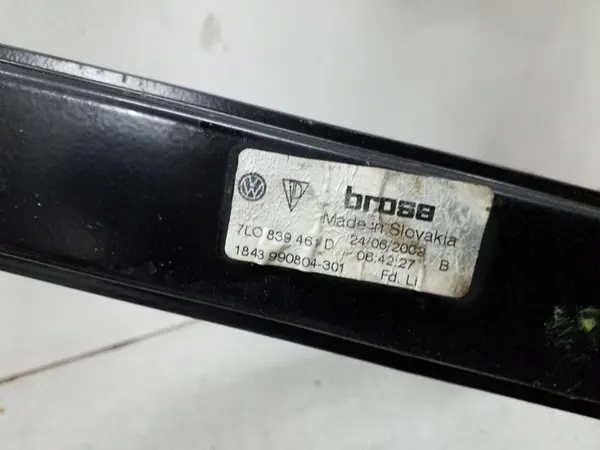 brose
Made in Slovakia
7L0 839 461 D 24/06/2003
06:42:27 B
1843 990804-301 Fd. Li